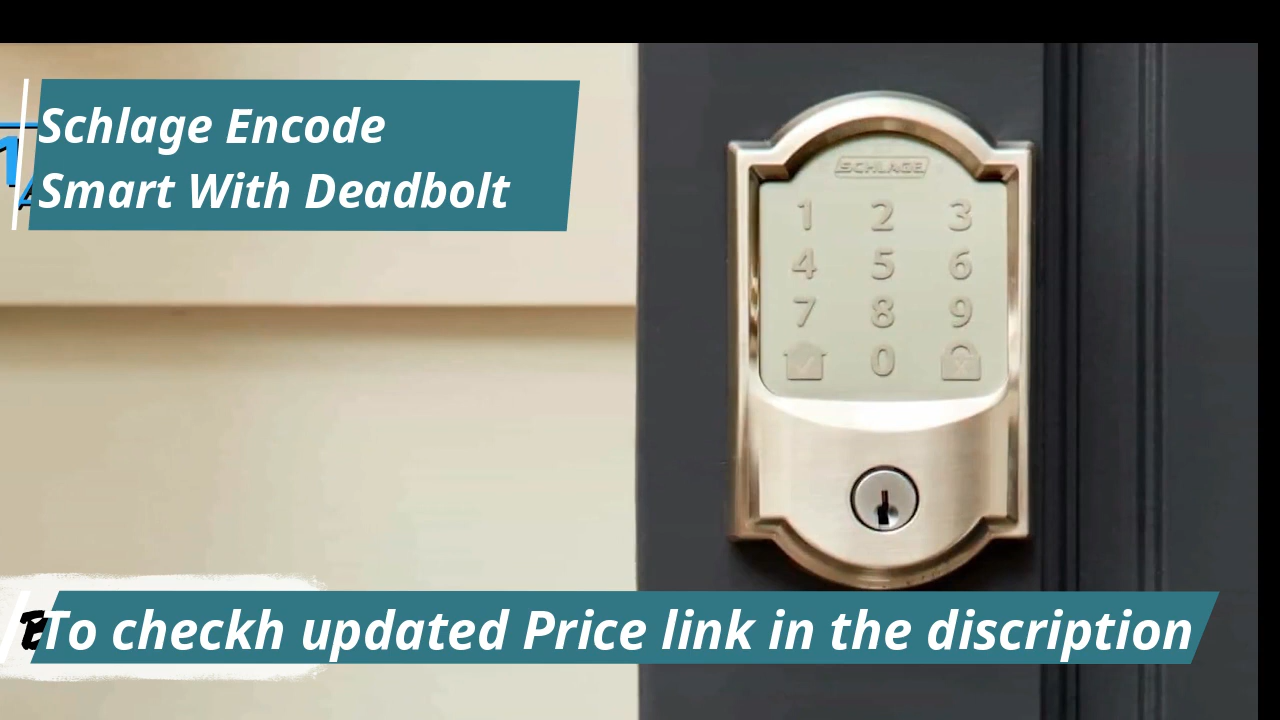 Schlage Encode
Smart With Deadbolt
SCHLAGE
1 2 3
4 5 6
7 8 9
0
To checkh updated Price link in the discription